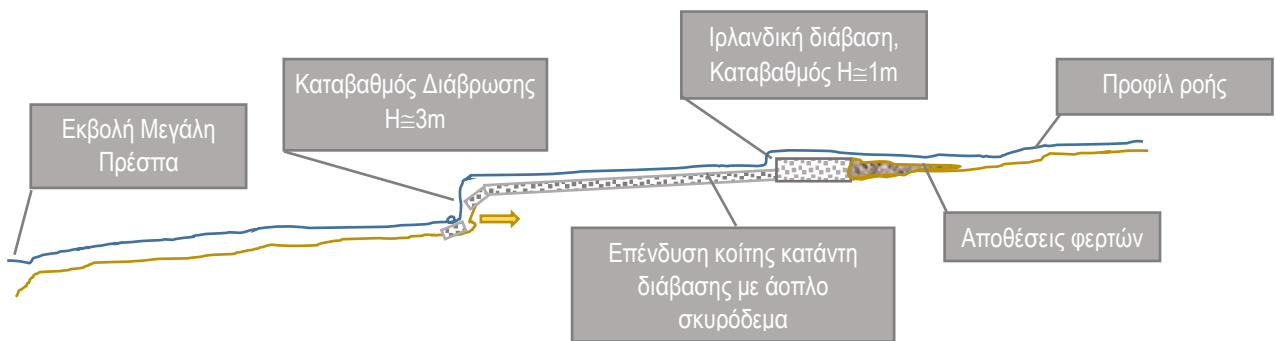 Εκβολή Μεγάλη
Πρέσπα
Καταβαθμός Διάβρωσης
H≅3m
Ιρλανδική διάβαση,
Καταβαθμός H≅1m
Προφίλ ροής
Επένδυση κοίτης κατάντη
διάβασης με άοπλο
σκυρόδεμα
Αποθέσεις φερτών